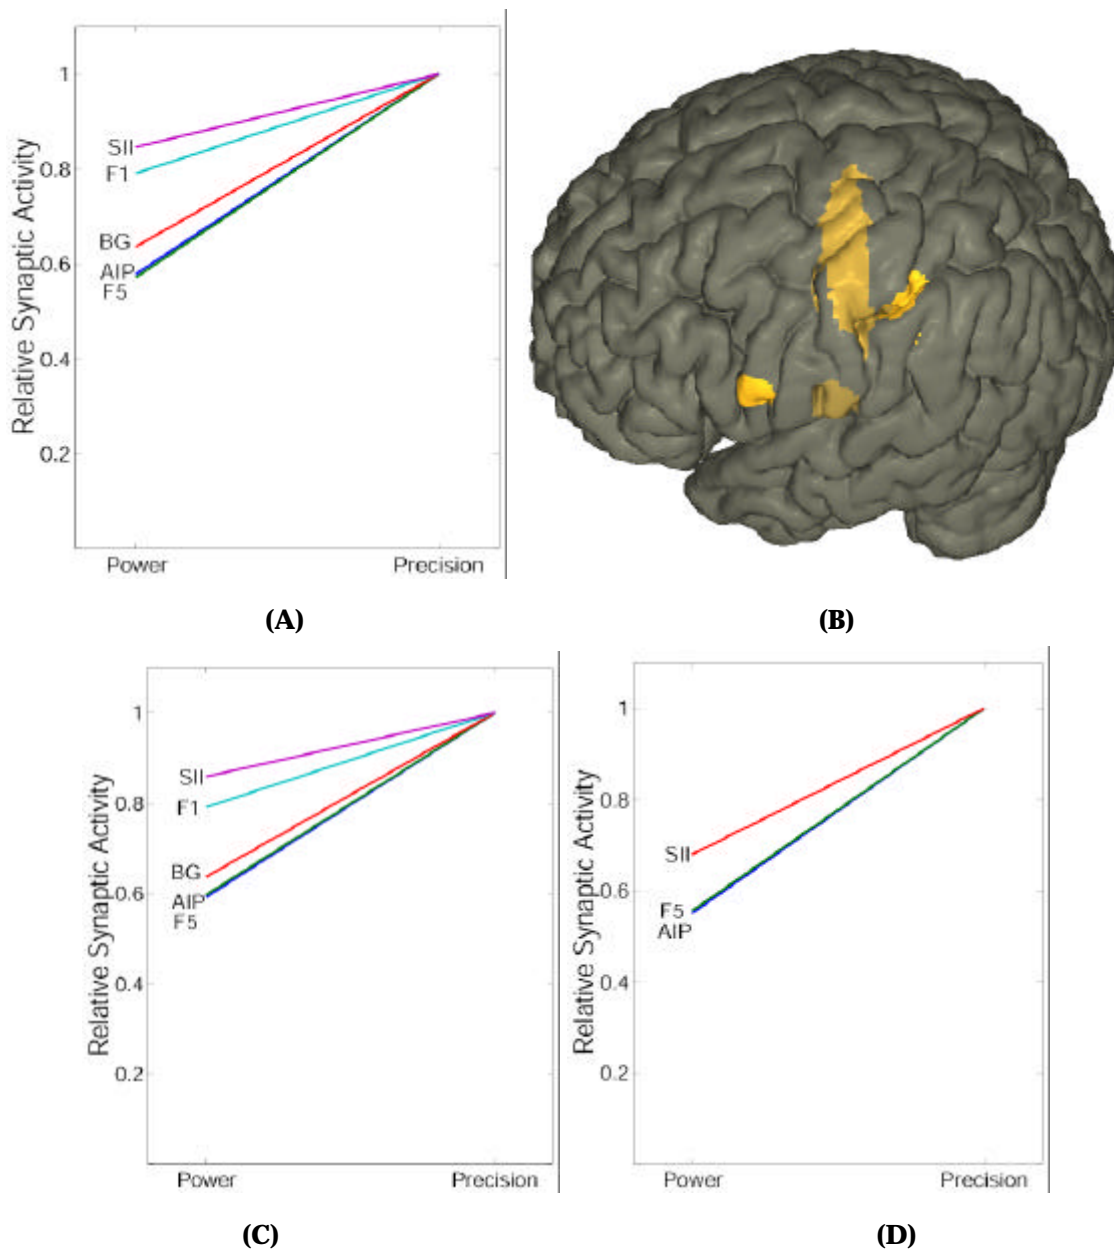 Relative Synaptic Activity
1
0.8
0.6
0.4
0.2
SII
F1
BG
AIP
F5
Power
Precision
(A)
(B)
Relative Synaptic Activity
1
0.8
0.6
0.4
0.2
SII
F1
BG
AIP
F5
Power
Precision
(C)
Relative Synaptic Activity
1
0.8
0.6
0.4
0.2
SII
F5
AIP
Power
Precision
(D)